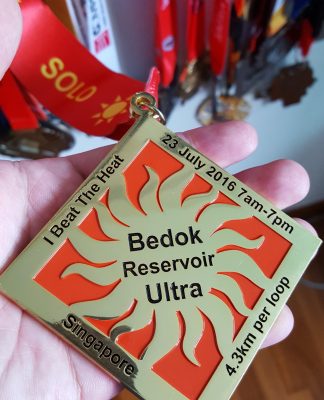 SOLO
23 July 2016 7am-7pm
I Beat The Heat
Bedok
Reservoir
Ultra
4.3km per loop
Singapore